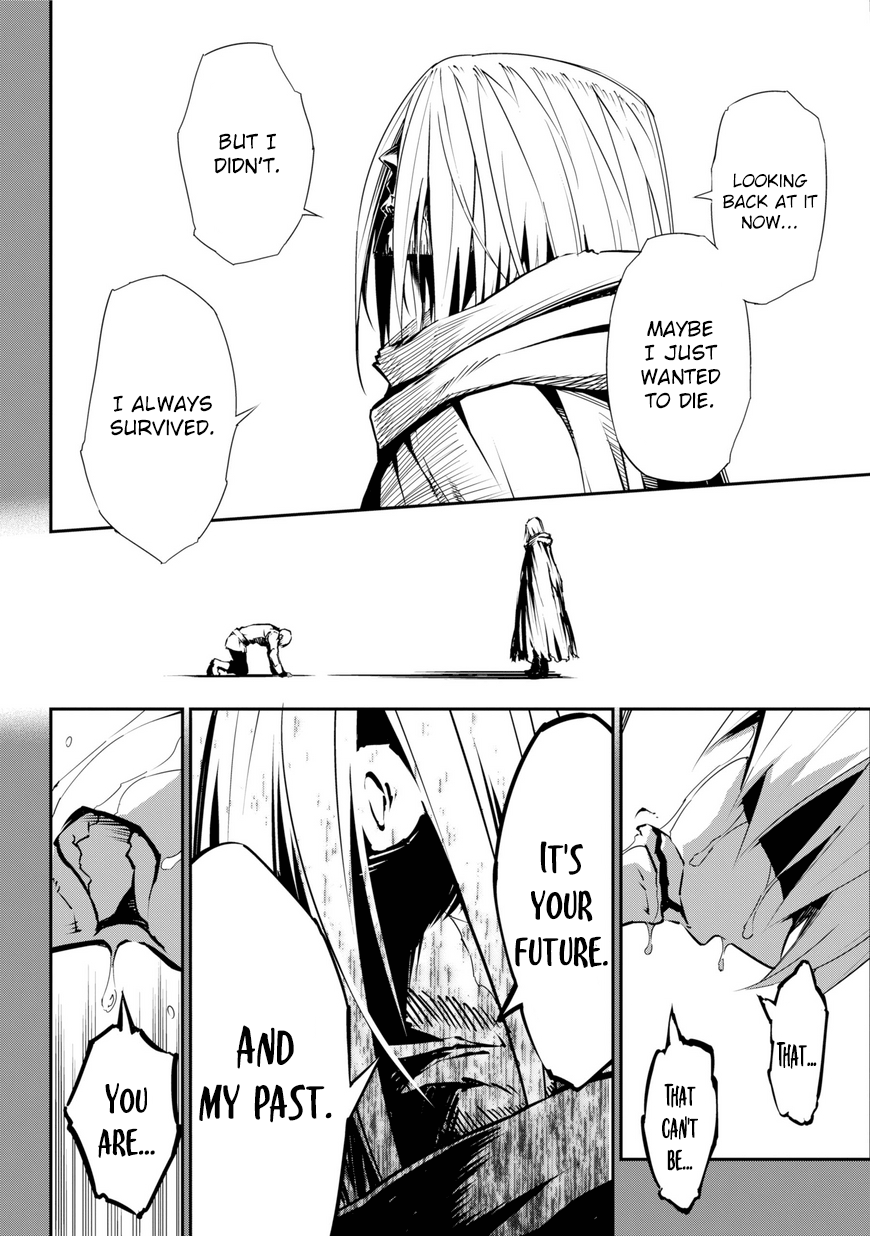 LOOKING
BACK AT IT
NOW...
MAYBE
I JUST
WANTED
TO DIE.
BUT I
DIDN'T.
I ALWAYS
SURVIVED.
THAT...
THAT
CAN'T
BE...
IT'S
YOUR
FUTURE.
AND
MY PAST.
YOU
ARE...